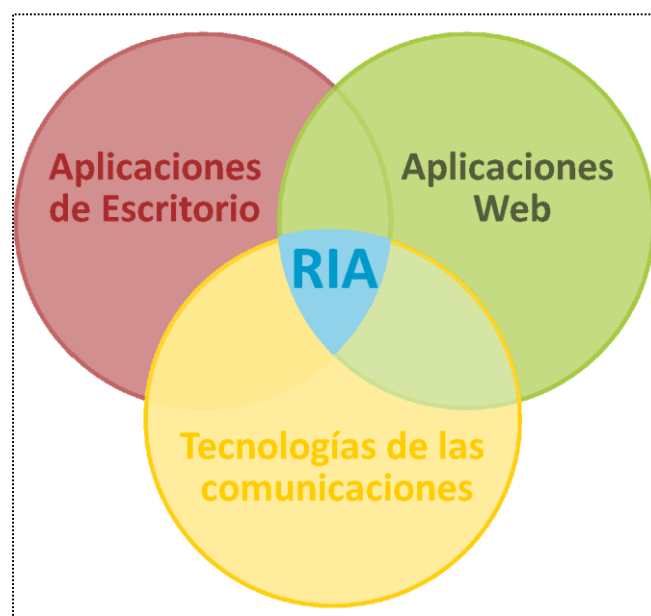 Aplicaciones
de Escritorio
Aplicaciones
Web
RIA
Tecnologías de las
comunicaciones